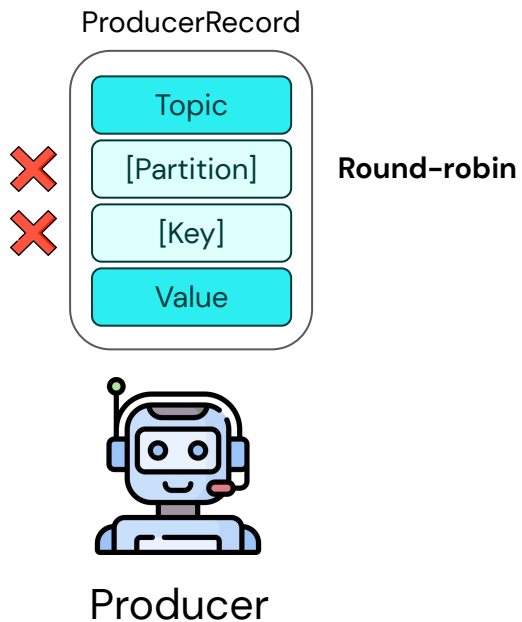 ProducerRecord
Topic
[Partition]
Round-robin
[Key]
Value
Producer